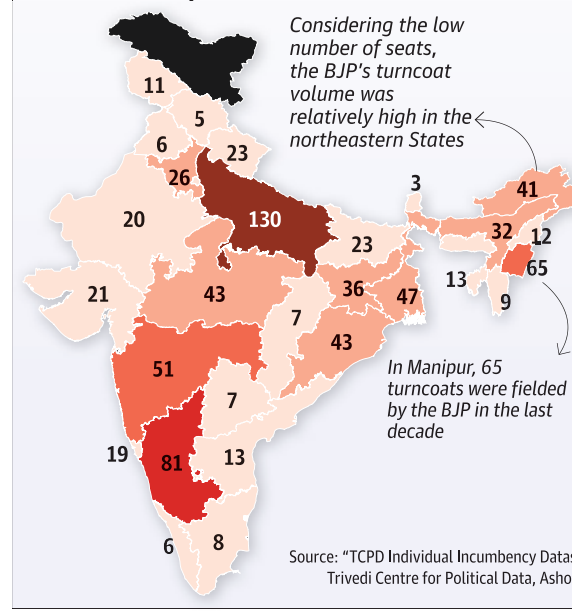 Considering the low
number of seats,
the BJP's turncoat
volume was
relatively high in the
northeastern States
11
5
6
23
26
3
41
20
130
32
12
23
65
21
43
36
47
13
9
7
43
51
7
In Manipur, 65
turncoats were fielded
by the BJP in the last
decade
19
81
13
6
8
Source: “TCPD Individual Incumbency Datas
Trivedi Centre for Political Data, Asho